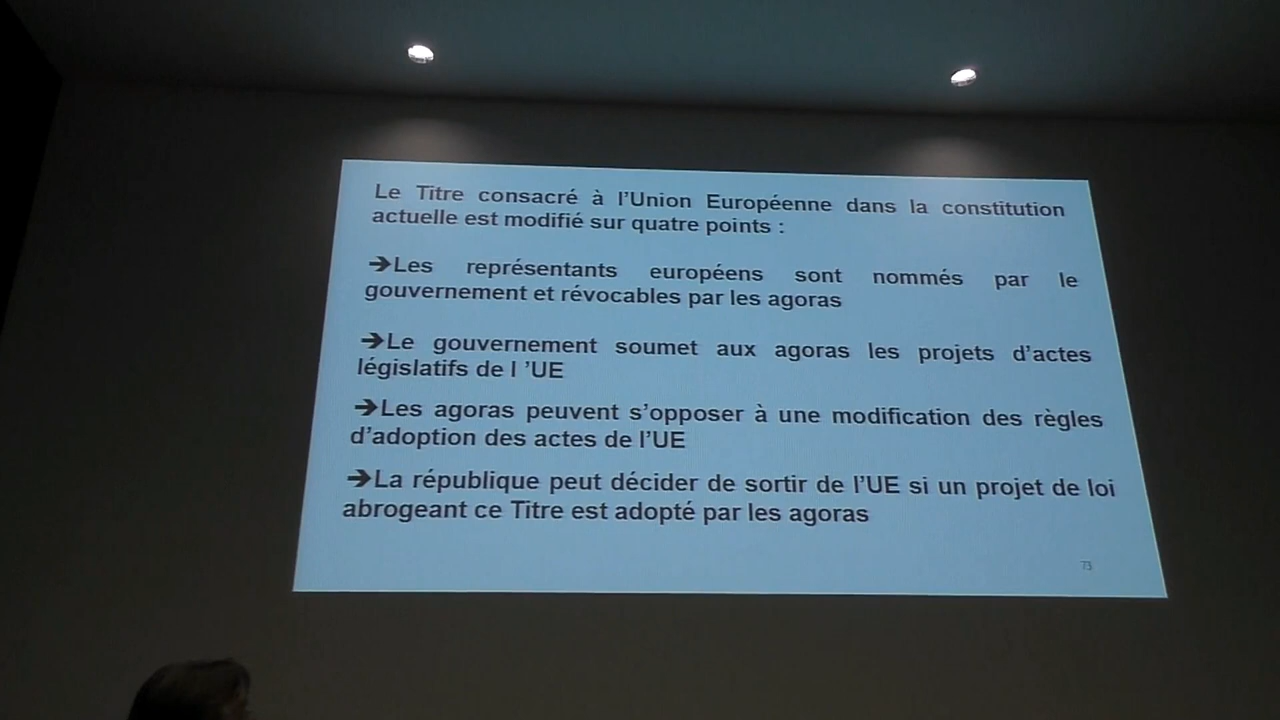 Le Titre consacré à l'Union Européenne dans la constitution
actuelle est modifié sur quatre points :
➔Les représentants européens sont nommés par le
gouvernement et révocables par les agoras
➔Le gouvernement soumet aux agoras les projets d'actes
législatifs de l 'UE
➔Les agoras peuvent s'opposer à une modification des règles
d'adoption des actes de l'UE
➔La république peut décider de sortir de l'UE si un projet de loi
abrogeant ce Titre est adopté par les agoras
73